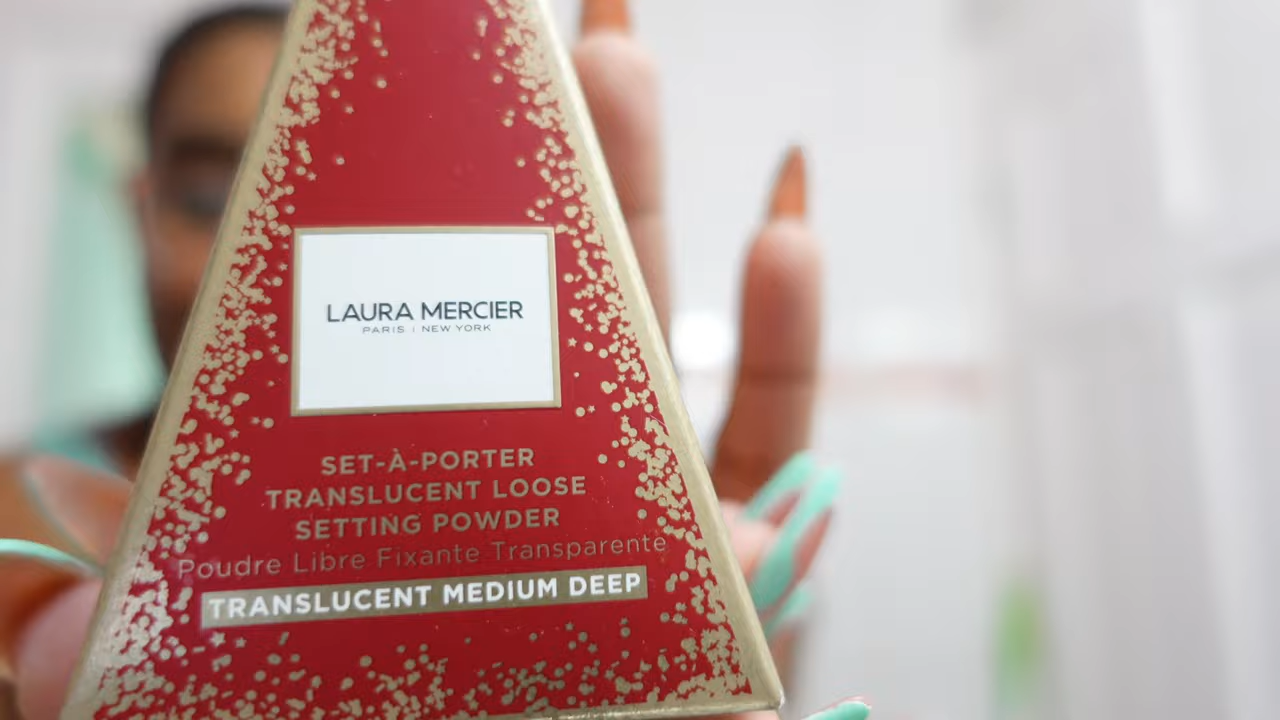 LAURA MERCIER
PARIS | NEW YORK
SET-À-PORTER
TRANSLUCENT LOOSE
SETTING POWDER
Poudre Libre Fixante Transparente
TRANSLUCENT MEDIUM DEEP